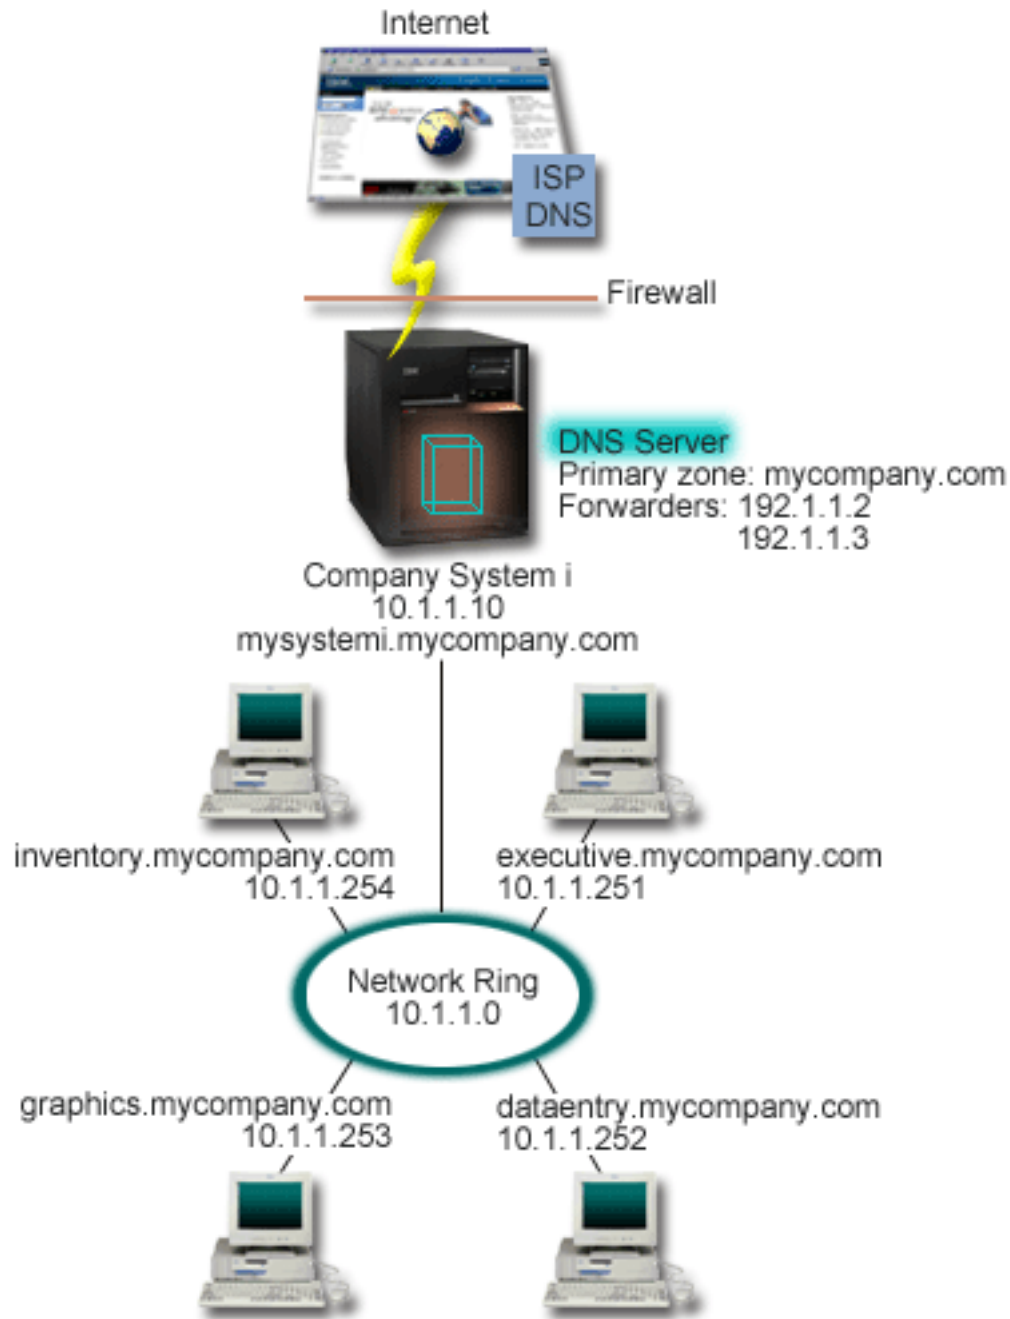 Internet
ISP
DNS
Firewall
IBM
DNS Server
Primary zone: mycompany.com
Forwarders: 192.1.1.2
192.1.1.3
Company System i
10.1.1.10
mysystemi.mycompany.com
inventory.mycompany.com
10.1.1.254
executive.mycompany.com
10.1.1.251
Network Ring
10.1.1.0
graphics.mycompany.com
10.1.1.253
dataentry.mycompany.com
10.1.1.252